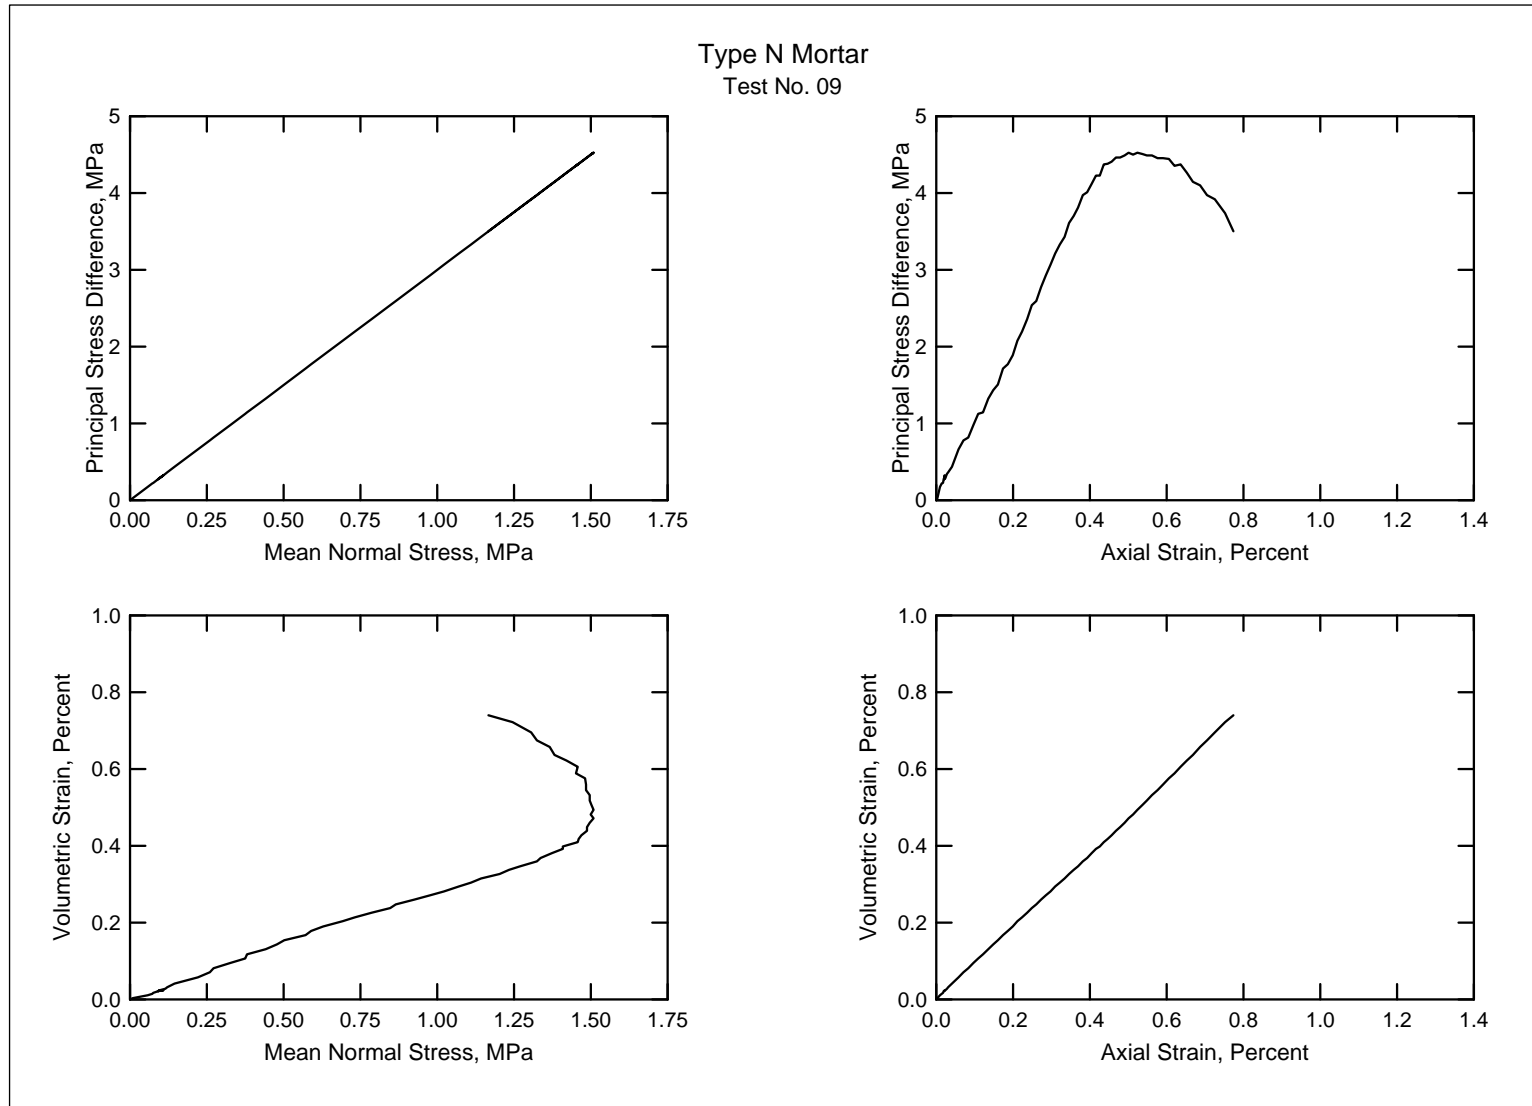 Type N Mortar
Test No. 09
Principal Stress Difference, MPa
5
4
3
2
1
0
0.00 0.25 0.50 0.75 1.00 1.25 1.50 1.75
Mean Normal Stress, MPa
Principal Stress Difference, MPa
5
4
3
2
1
0
0.0 0.2 0.4 0.6 0.8 1.0 1.2 1.4
Axial Strain, Percent
Volumetric Strain, Percent
1.0
0.8
0.6
0.4
0.2
0.0
0.00 0.25 0.50 0.75 1.00 1.25 1.50 1.75
Mean Normal Stress, MPa
Volumetric Strain, Percent
1.0
0.8
0.6
0.4
0.2
0.0
0.0 0.2 0.4 0.6 0.8 1.0 1.2 1.4
Axial Strain, Percent